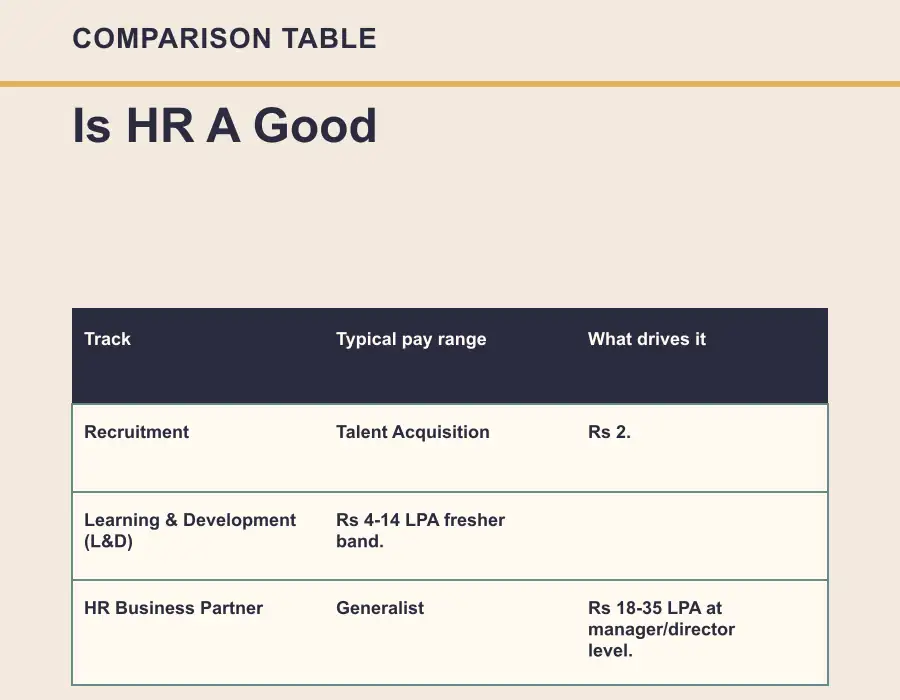 COMPARISON TABLE
Is HR A Good
Track Typical pay range What drives it
Recruitment Talent Acquisition Rs 2.
Learning & Development Rs 4-14 LPA fresher
(L&D) band.
HR Business Partner Generalist Rs 18-35 LPA at
manager/director
level.